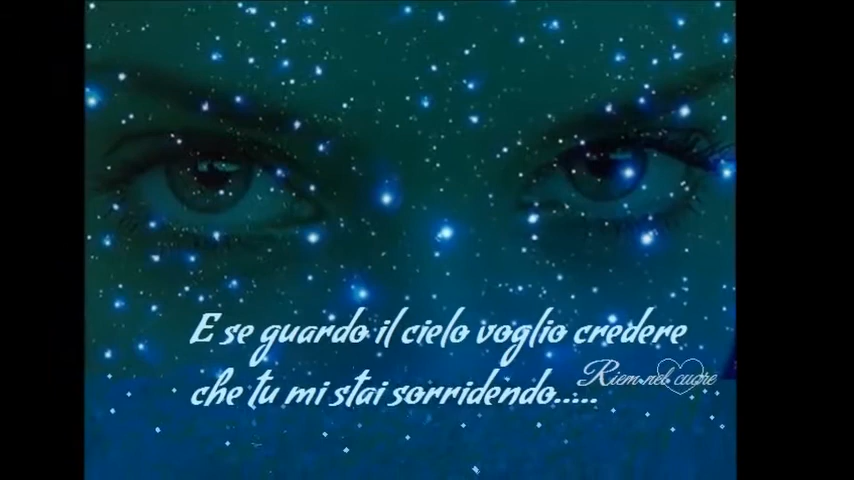 E se guardo il cielo voglio credere
che tu mi stai sorridendo.....
Riem nel cuore